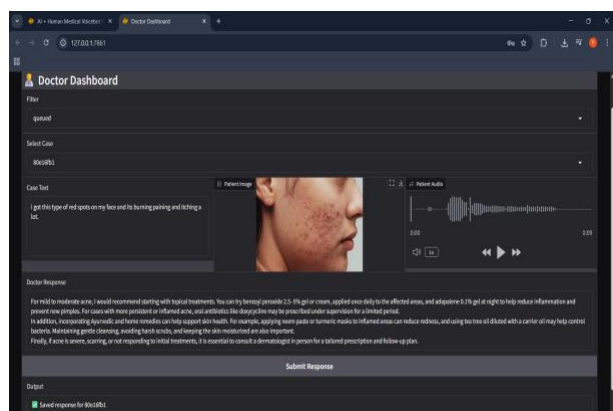 AI + Human Medical Voicebot
Doctor Dashboard
127.0.0.1:7861
Doctor Dashboard
Filter
queued
Select Case
80e16fb1
Case Text
Patient Image
Patient Audio
i got this type of red spots on my face and its burning paining and itching a
lot.
0:00
0:09
1x
Doctor Response
For mild to moderate acne, I would recommend starting with topical treatments. You can try benzoyl peroxide 2.5-5% gel or cream, applied once daily to the affected areas, and adapalene 0.1% gel at night to help reduce inflammation and
prevent new pimples. For cases with more persistent or inflamed acne, oral antibiotics like doxycycline may be prescribed under supervision for a limited period.
In addition, incorporating Ayurvedic and home remedies can help support skin health. For example, applying neem paste or turmeric masks to inflamed areas can reduce redness, and using tea tree oil diluted with a carrier oil may help control
bacteria. Maintaining gentle cleansing, avoiding harsh scrubs, and keeping the skin moisturized are also important.
Finally, if acne is severe, scarring, or not responding to initial treatments, it is essential to consult a dermatologist in person for a tailored prescription and follow-up plan.
Submit Response
Output
Saved response for 80e16fb1